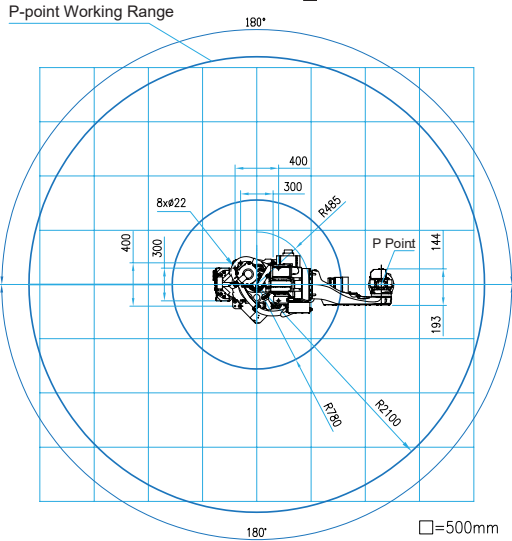 P-point Working Range
180°
400
300
8xø22
R485
400
300
P Point
144
193
R780
R2100
180°
□=500mm